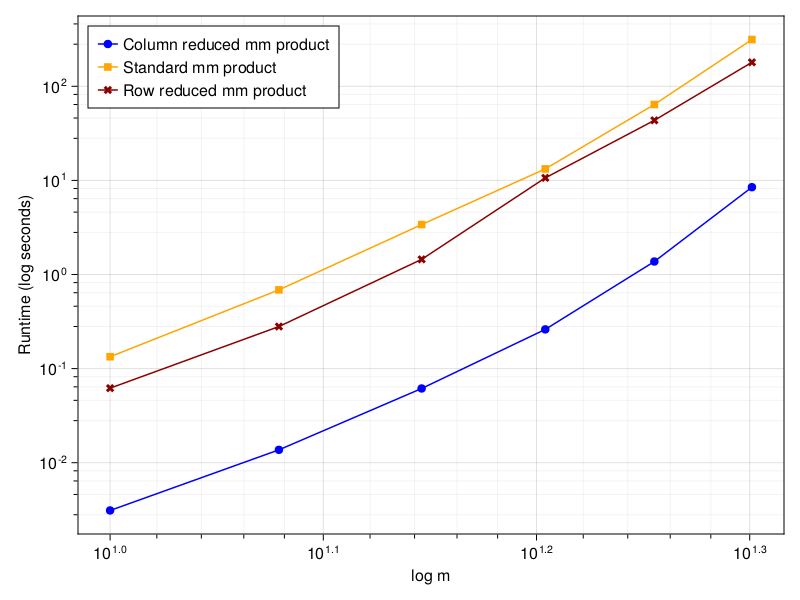 Column reduced mm product
Standard mm product
Row reduced mm product
Runtime (log seconds)
10^2
10^1
10^0
10^-1
10^-2
10^1.0 10^1.1 10^1.2 10^1.3
log m